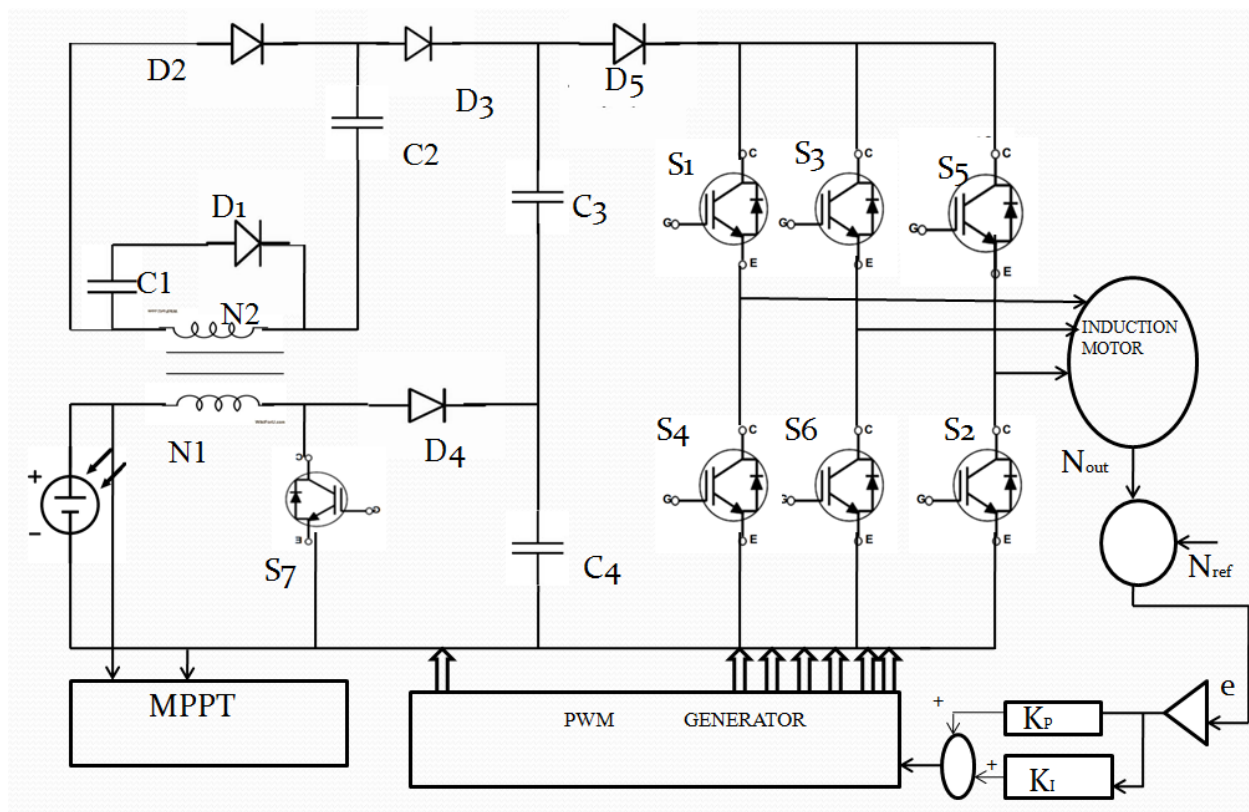 D2
D3
D5
C2
S1
S3
S5
C
C
C
D1
C3
G
G
G
C1
E
E
E
N2
INDUCTION
MOTOR
N1
D4
S4
S6
S2
C
C
C
Nout
+
-
G
G
G
E
E
E
E
S7
C4
Nref
MPPT
PWM GENERATOR
e
+
KP
+
KI